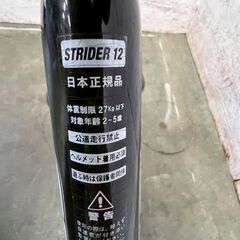 STRIDER 12
日本正規品
体重制限 27Kg以下
対象年齢 2~5歳
公道走行禁止
ヘルメット着用必須
遊ぶ時は保護者同伴
警告